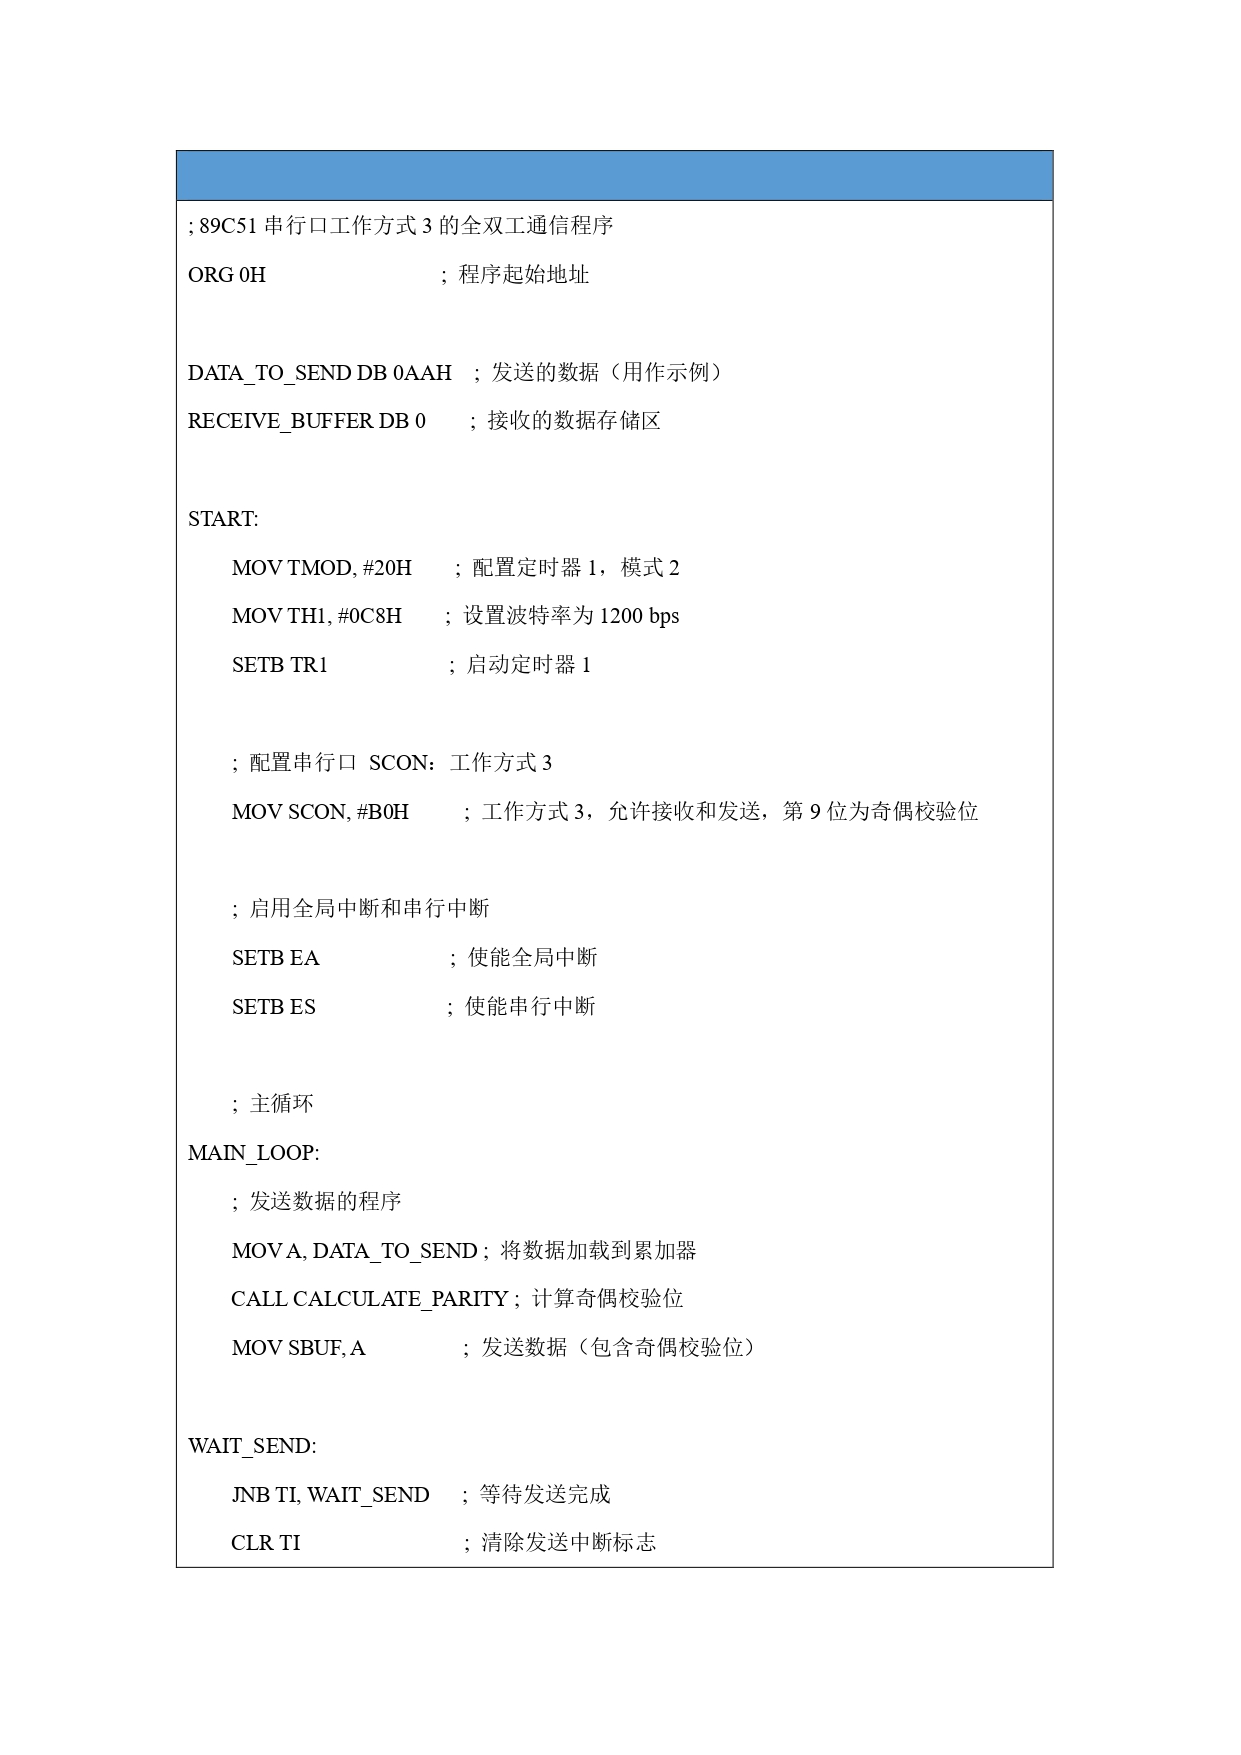 ; 89C51 串行口工作方式 3 的全双工通信程序
ORG 0H ; 程序起始地址
DATA_TO_SEND DB 0AAH ; 发送的数据（用作示例）
RECEIVE_BUFFER DB 0 ; 接收的数据存储区
START:
MOV TMOD, #20H ; 配置定时器 1，模式 2
MOV TH1, #0C8H ; 设置波特率为 1200 bps
SETB TR1 ; 启动定时器 1
; 配置串行口 SCON：工作方式 3
MOV SCON, #B0H ; 工作方式 3，允许接收和发送，第 9 位为奇偶校验位
; 启用全局中断和串行中断
SETB EA ; 使能全局中断
SETB ES ; 使能串行中断
; 主循环
MAIN_LOOP:
; 发送数据的程序
MOV A, DATA_TO_SEND ; 将数据加载到累加器
CALL CALCULATE_PARITY ; 计算奇偶校验位
MOV SBUF, A ; 发送数据（包含奇偶校验位）
WAIT_SEND:
JNB TI, WAIT_SEND ; 等待发送完成
CLR TI ; 清除发送中断标志